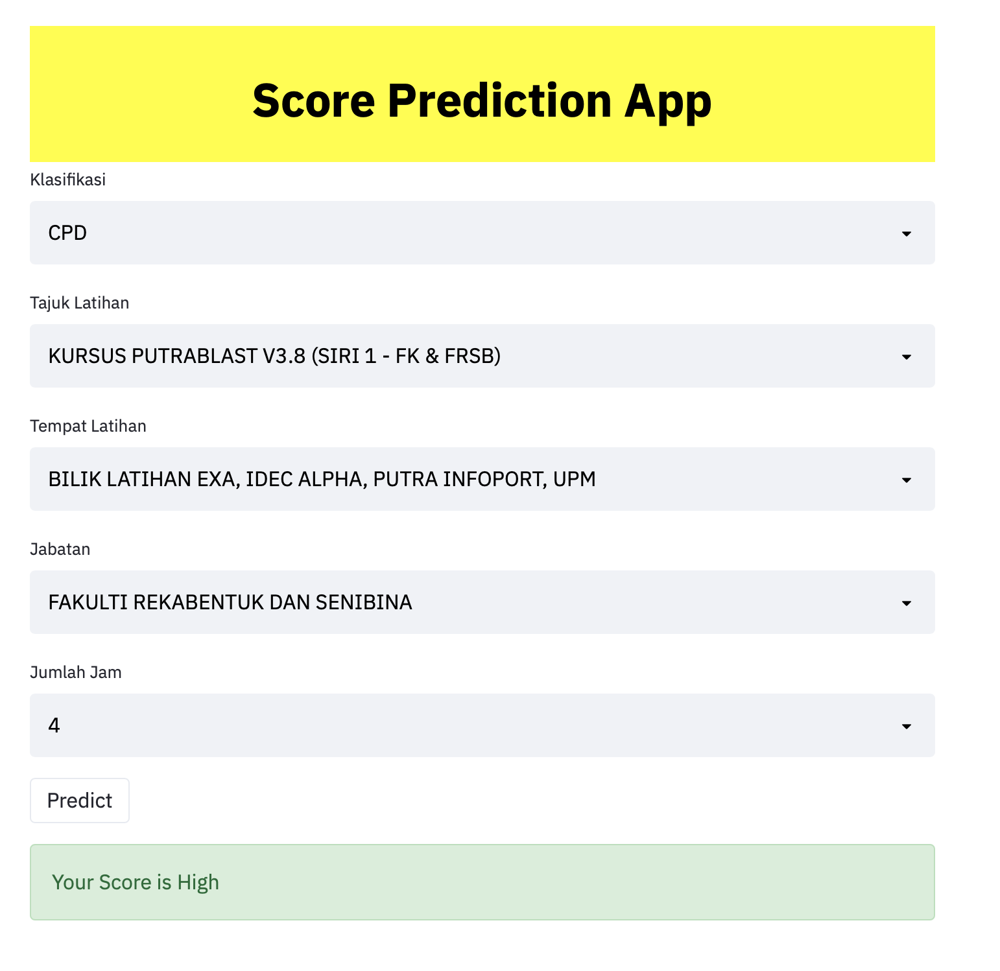 Score Prediction App
Klasifikasi
CPD
Tajuk Latihan
KURSUS PUTRABLAST V3.8 (SIRI 1 - FK & FRSB)
Tempat Latihan
BILIK LATIHAN EXA, IDEC ALPHA, PUTRA INFOPORT, UPM
Jabatan
FAKULTI REKABENTUK DAN SENIBINA
Jumlah Jam
4
Predict
Your Score is High